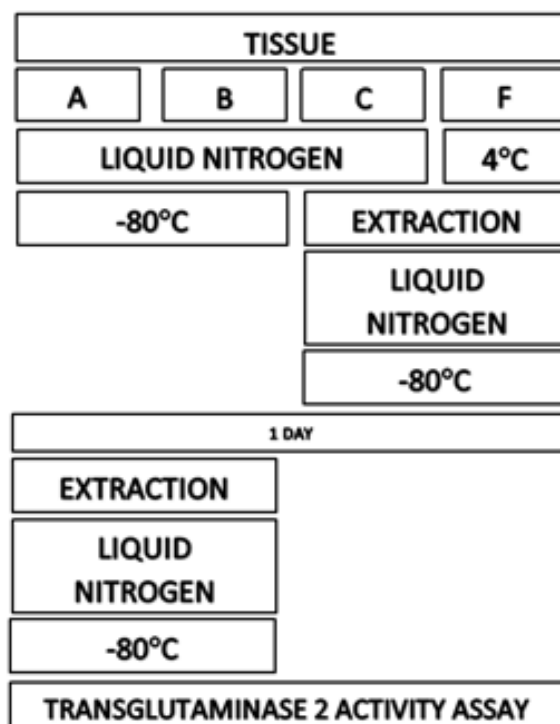 TISSUE
A B C F
LIQUID NITROGEN 4°C
-80°C EXTRACTION
LIQUID
NITROGEN
-80°C
1 DAY
EXTRACTION
LIQUID
NITROGEN
-80°C
TRANSGLUTAMINASE 2 ACTIVITY ASSAY